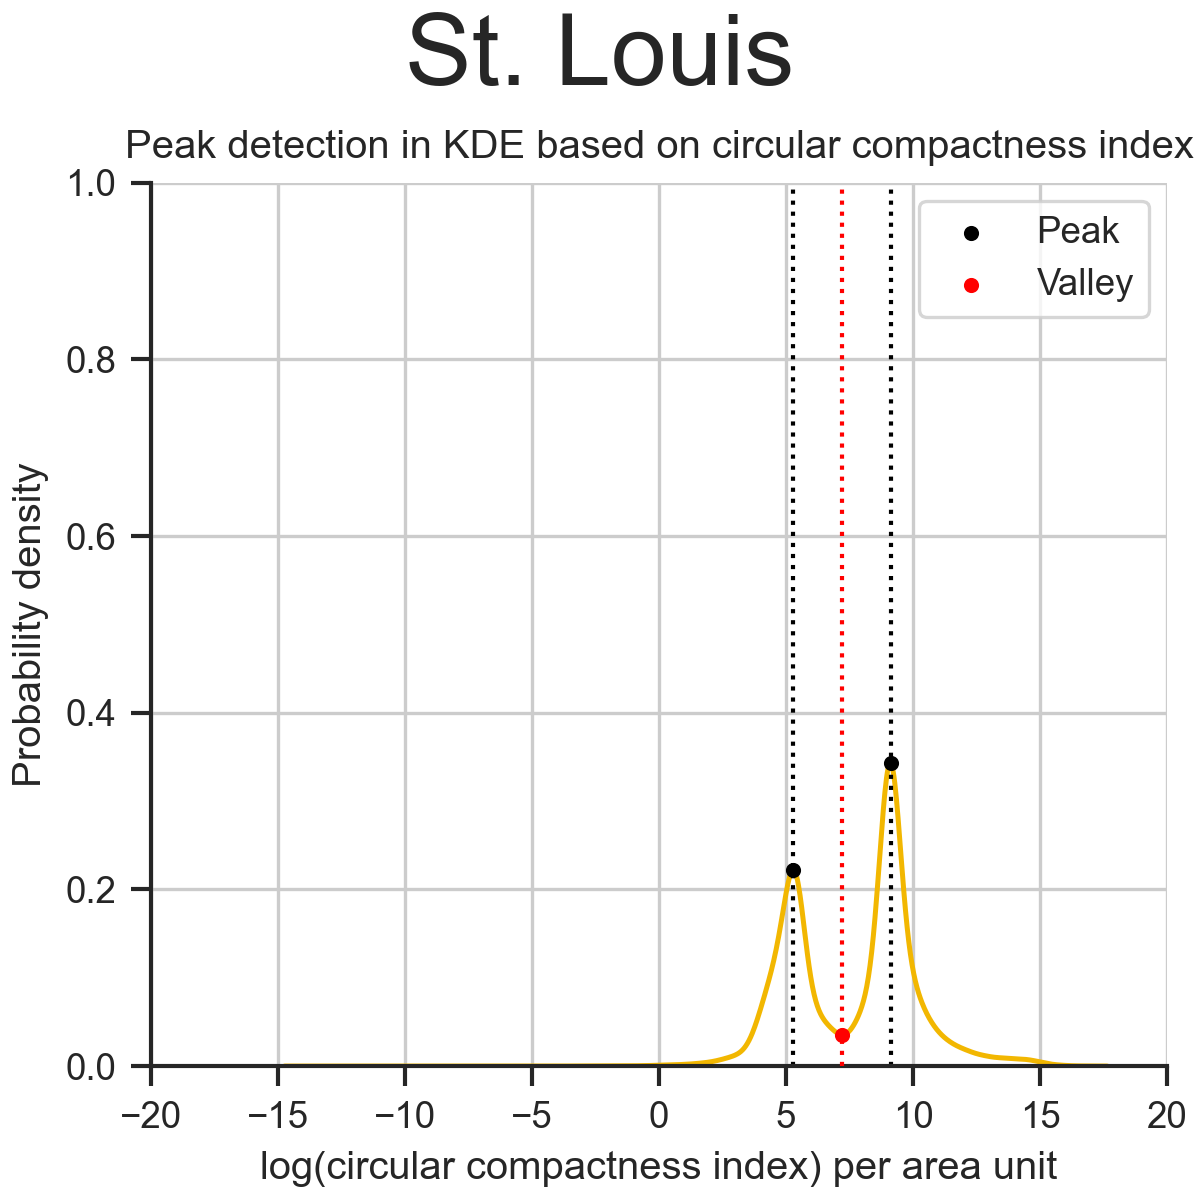 St. Louis
Peak detection in KDE based on circular compactness index
1.0
0.8
0.6
0.4
0.2
0.0
Probability density
Peak
Valley
−20 −15 −10 −5 0 5 10 15 20
log(circular compactness index) per area unit